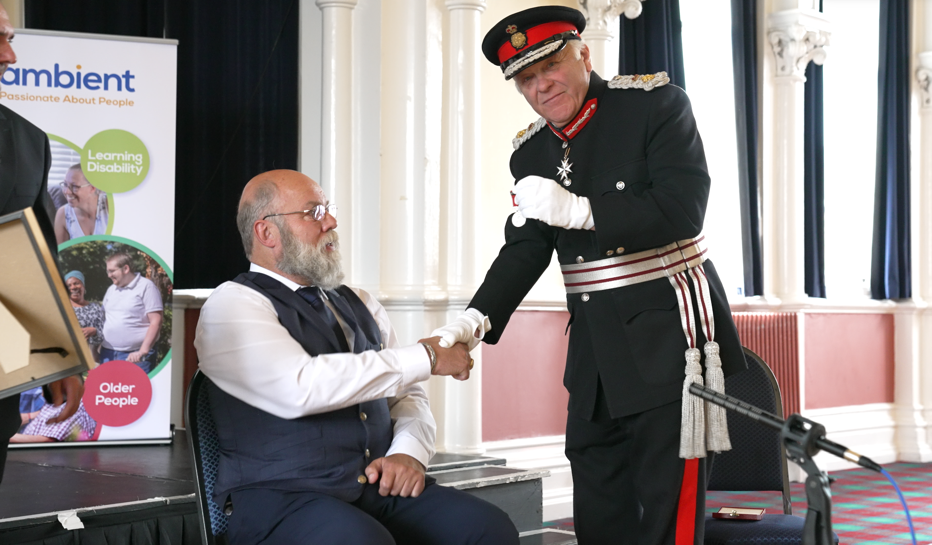 ambient
Passionate About People
Learning
Disability
Older
People